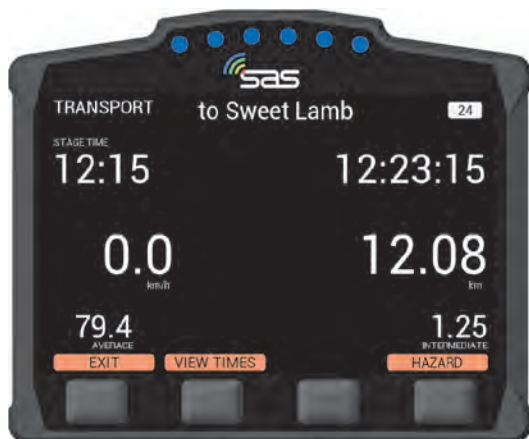 sas
TRANSPORT to Sweet Lamb 24
STAGE TIME
12:15 12:23:15
0.0 12.08
km/h km
79.4 1.25
AVERAGE INTERMEDIATE
EXIT VIEW TIMES HAZARD